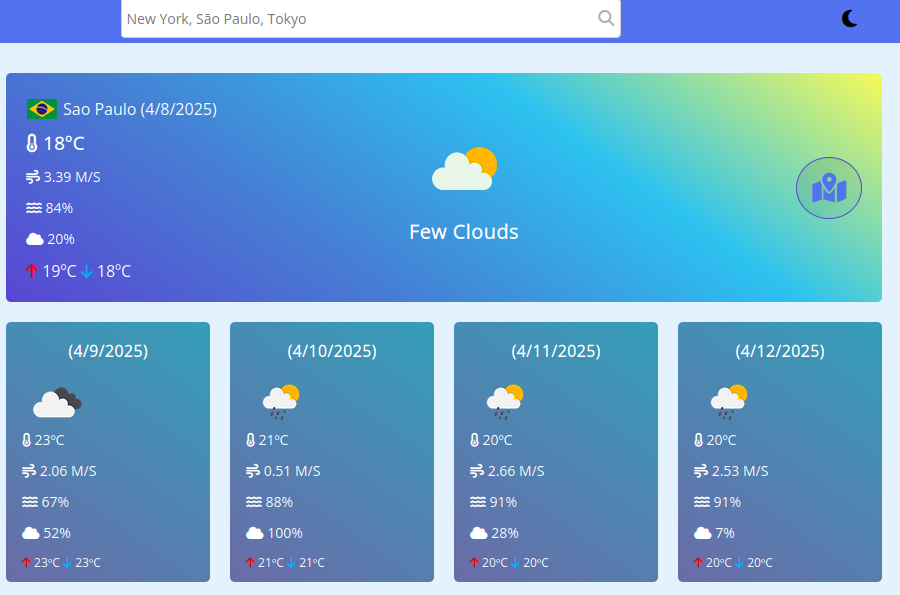 New York, São Paulo, Tokyo
Sao Paulo (4/8/2025)
18°C
3.39 M/S
84%
20%
19ºC 18ºC
Few Clouds
(4/9/2025)
23ºC
2.06 M/S
67%
52%
23ºC 23ºC
(4/10/2025)
21ºC
0.51 M/S
88%
100%
21ºC 21ºC
(4/11/2025)
20ºC
2.66 M/S
91%
28%
20ºC 20ºC
(4/12/2025)
20ºC
2.53 M/S
91%
7%
20ºC 20ºC